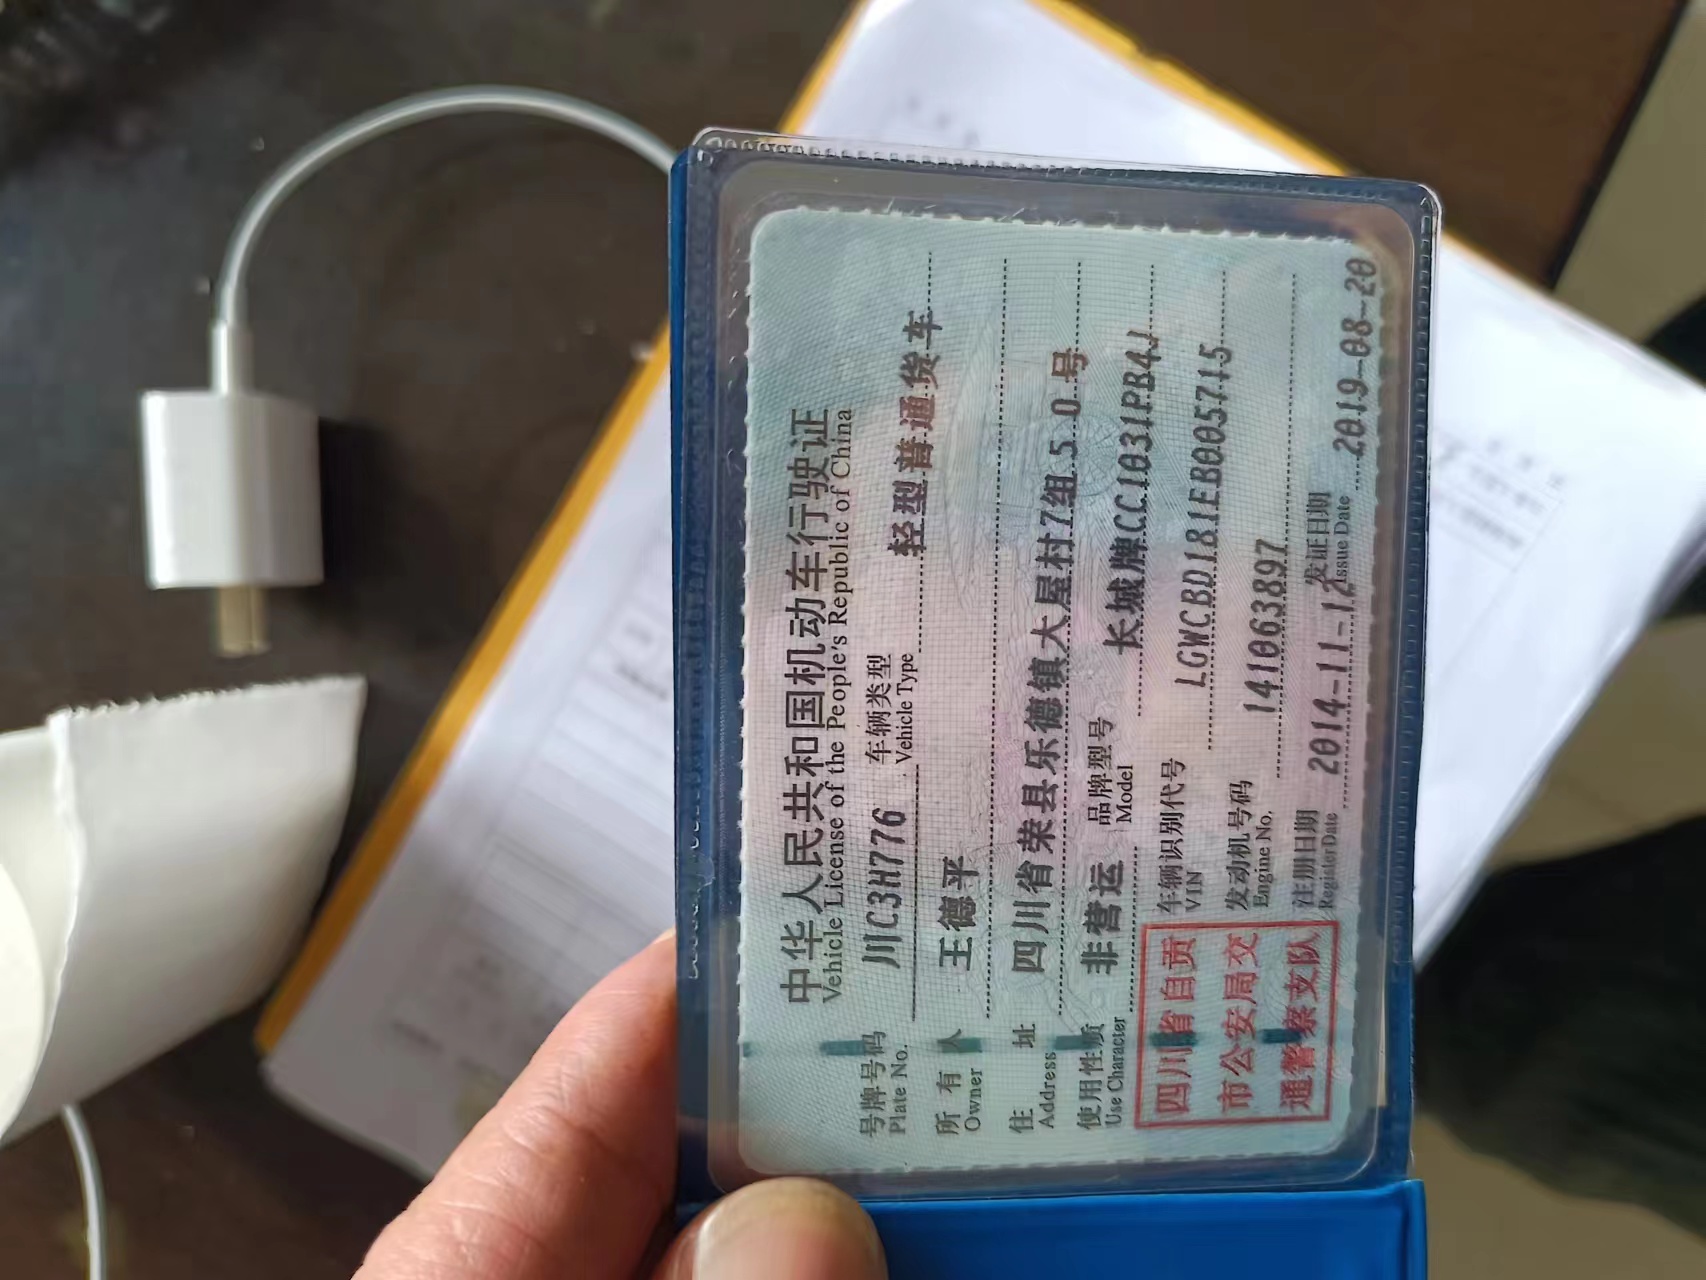 中华人民共和国机动车行驶证
Vehicle License of the People's Republic of China
号牌号码 川C3H776 车辆类型 轻型普通货车
Plate No. Vehicle Type
所有人 王德平
Owner
住址 四川省荣县乐德镇大屋村7组50号
Address
使用性质 非营运 品牌型号 长城牌CC1031PB4J
Use Character Model
四川省自贡
市公安局交
通警察支队
车辆识别代号 LGWCBD181EB005715
VIN
发动机号码 141063897
Engine No.
注册日期 2014-11-12 发证日期 2019-08-20
Register Date Issue Date